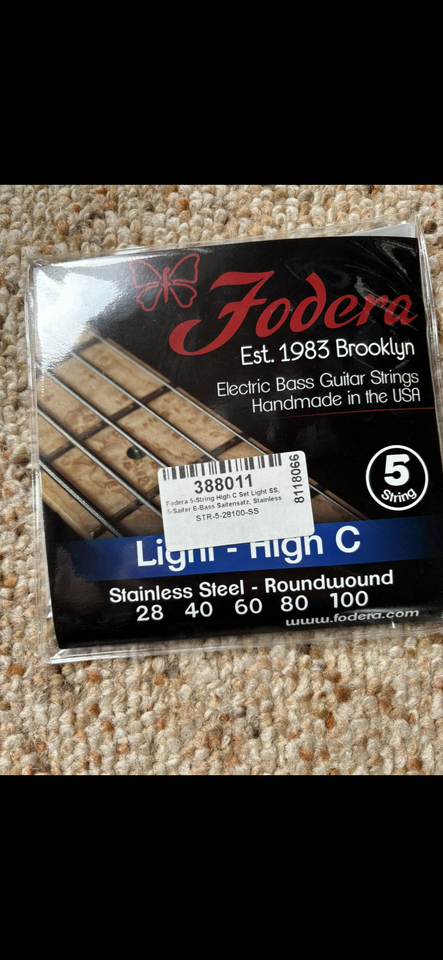 Fodera
Est. 1983 Brooklyn
Electric Bass Guitar Strings
Handmade in the USA
5
String
388011
Fodera 5-String High C Set Light SS,
5-Saiter E-Bass Saitensatz, Stainless
STR-5-28100-SS
8118066
Light - High C
Stainless Steel - Roundwound
28 40 60 80 100
www.fodera.com